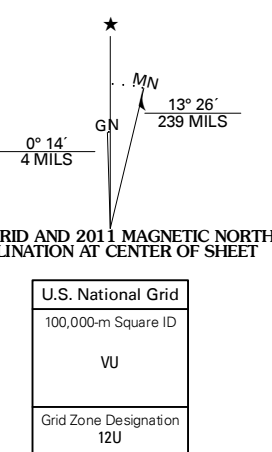 ★
MN
GN
13° 26´
239 MILS
0° 14´
4 MILS
RID AND 2011 MAGNETIC NORTH
LINATION AT CENTER OF SHEET
U.S. National Grid
100,000-m Square ID
VU
Grid Zone Designation
12U